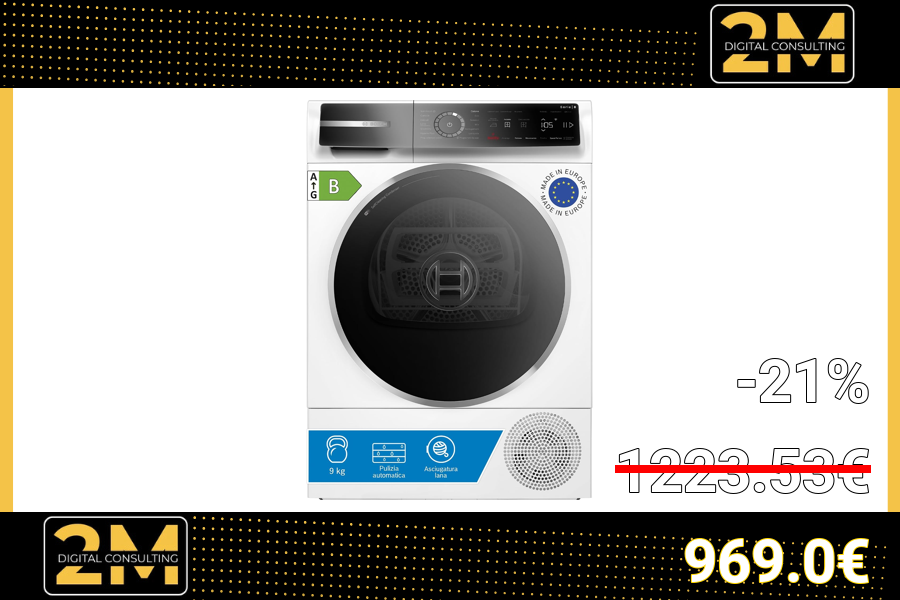 2M
DIGITAL CONSULTING
105
A
G
B
MADE IN EUROPE
MADE IN EUROPE
9 kg
Pulizia
automatica
Asciugatura
lana
-21%
1223.53€
2M
DIGITAL CONSULTING
969.0€